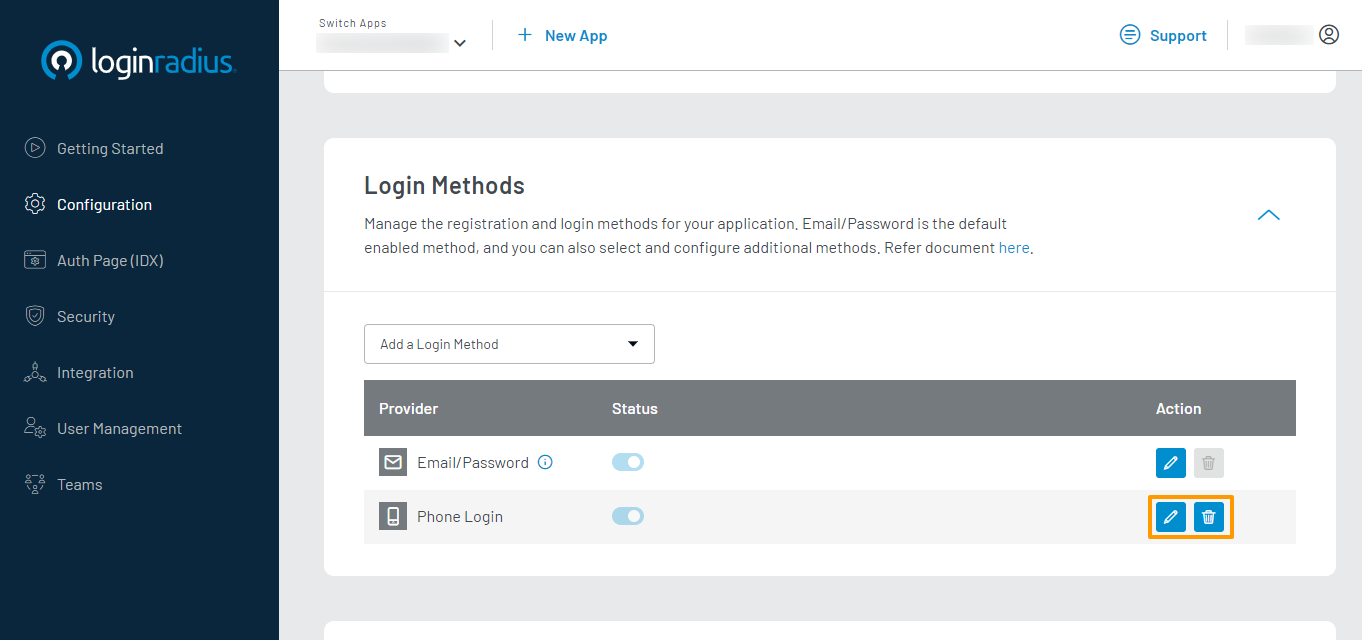 loginradius
Getting Started
Configuration
Auth Page (IDX)
Security
Integration
User Management
Teams
Switch Apps
New App
Support
Login Methods
Manage the registration and login methods for your application. Email/Password is the default
enabled method, and you can also select and configure additional methods. Refer document here.
Add a Login Method
Provider Status Action
Email/Password
Phone Login